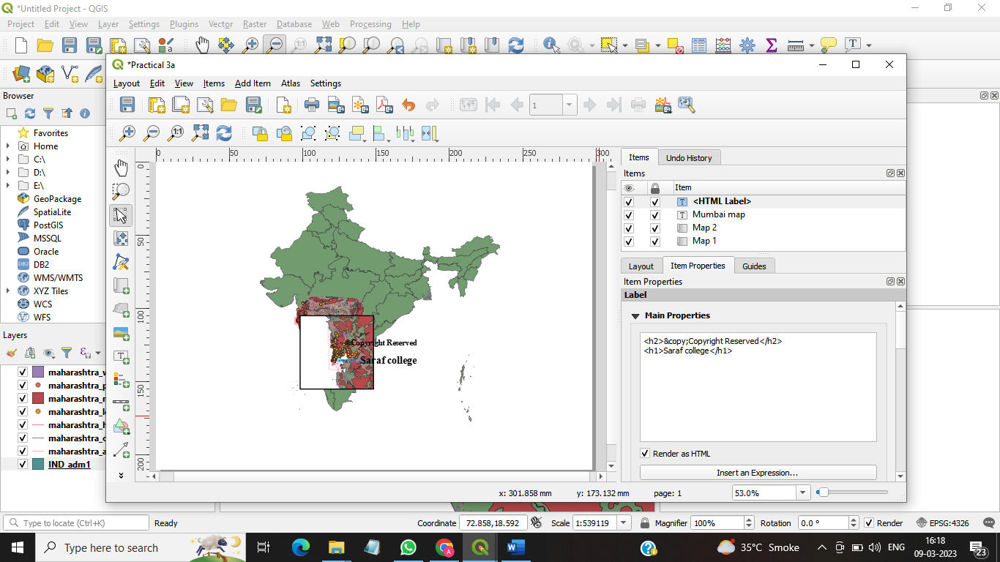 *Untitled Project - QGIS
Project Edit View Layer Settings Plugins Vector Raster Database Web Processing Help
*Practical 3a
Layout Edit View Items Add Item Atlas Settings
1
Browser
Favorites
Home
C:\
D:\
E:\
GeoPackage
SpatiaLite
PostGIS
MSSQL
Oracle
DB2
WMS/WMTS
XYZ Tiles
WCS
WFS
Layers
maharashtra_
maharashtra_p
maharashtra_
maharashtra_
maharashtra_h
maharashtra_
maharashtra_a
IND_adm1
0 50 100 150 200 250 300
0
50
100
150
200
©Copyright Reserved
Saraf college
Items Undo History
Items
Item
<HTML Label>
Mumbai map
Map 2
Map 1
Layout Item Properties Guides
Item Properties
Label
Main Properties
<h2>&copy;Copyright Reserved</h2>
<h1>Saraf college</h1>
Render as HTML
Insert an Expression...
x: 301.858 mm y: 173.132 mm page: 1 53.0%
Type to locate (Ctrl+K) Ready Coordinate 72.858,18.592 Scale 1:539119 Magnifier 100% Rotation 0.0 ° Render EPSG:4326
Type here to search 35°C Smoke ENG 16:18 09-03-2023 23